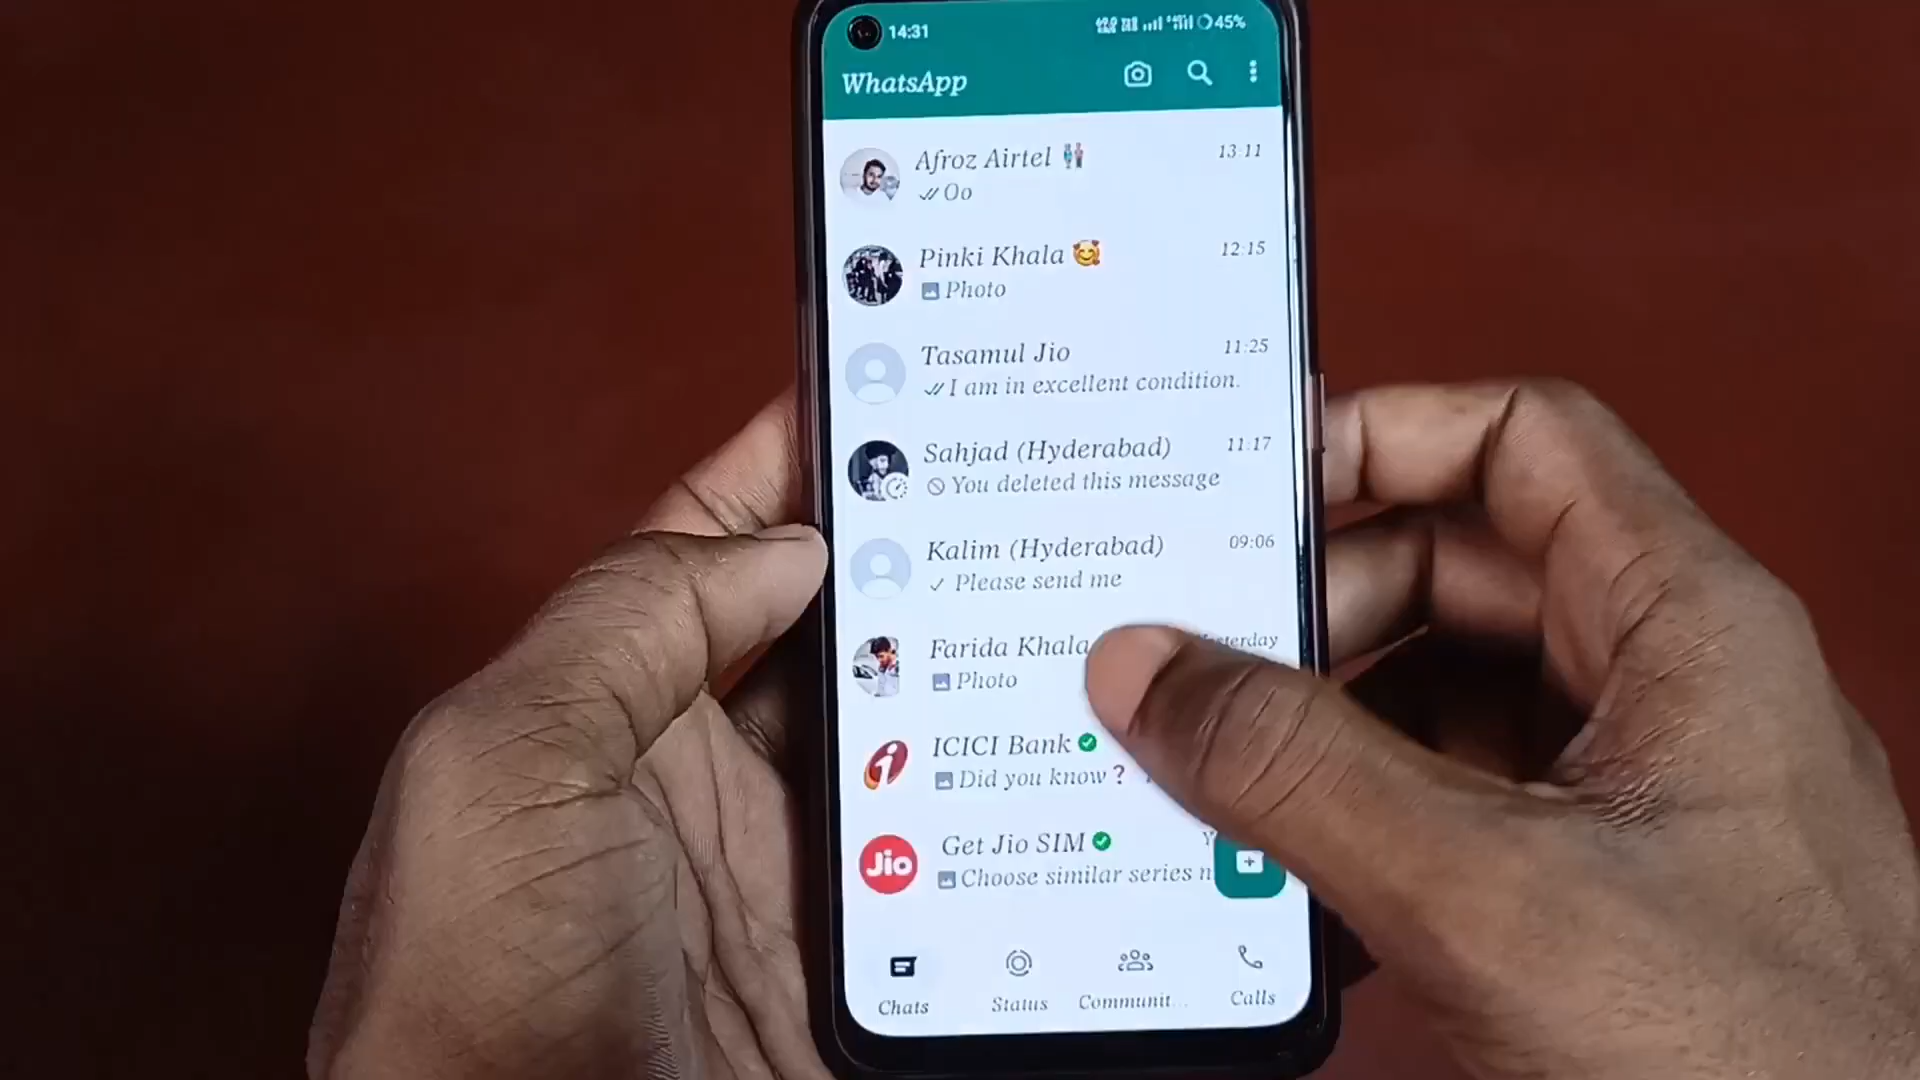 14:31
45%
WhatsApp
Afroz Airtel
13:11
Oo
Pinki Khala
12:15
Photo
Tasamul Jio
11:25
I am in excellent condition.
Sahjad (Hyderabad)
11:17
You deleted this message
Kalim (Hyderabad)
09:06
Please send me
Farida Khala
Photo
ICICI Bank
Did you know❓
Jio
Get Jio SIM
Choose similar series n
Chats
Status
Communit...
Calls